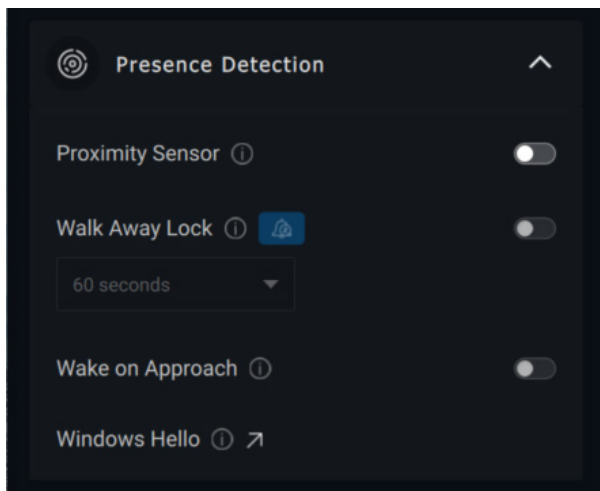 Presence Detection
Proximity Sensor
Walk Away Lock
60 seconds
Wake on Approach
Windows Hello